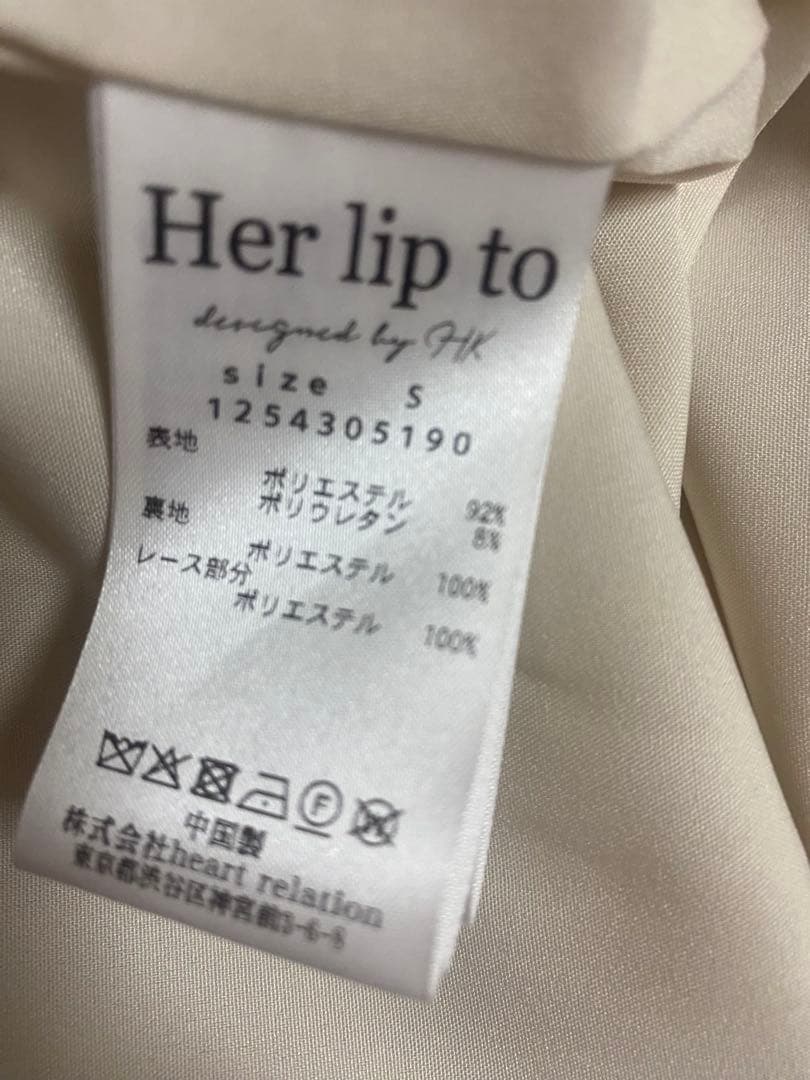 Her lip to
designed by HK
size S
1254305190
表地
ポリエステル 92%
ポリウレタン 8%
裏地
ポリエステル 100%
レース部分
ポリエステル 100%
F
中国製
株式会社heart relation
東京都渋谷区神宮前